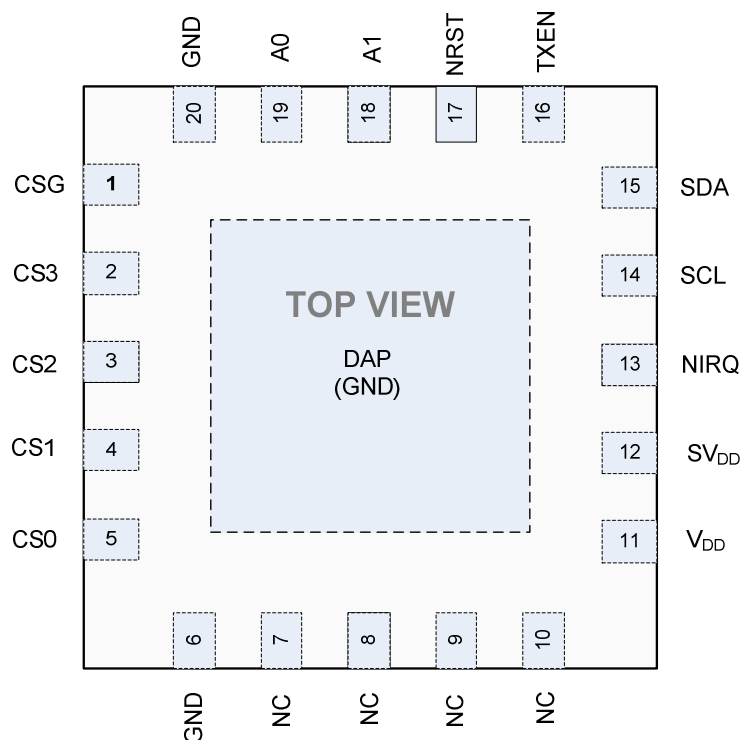 GND
A0
A1
NRST
TXEN
20
19
18
17
16
CSG
1
15
SDA
CS3
2
14
SCL
TOP VIEW
DAP
(GND)
CS2
3
13
NIRQ
CS1
4
12
SVDD
CS0
5
11
VDD
6
7
8
9
10
GND
NC
NC
NC
NC